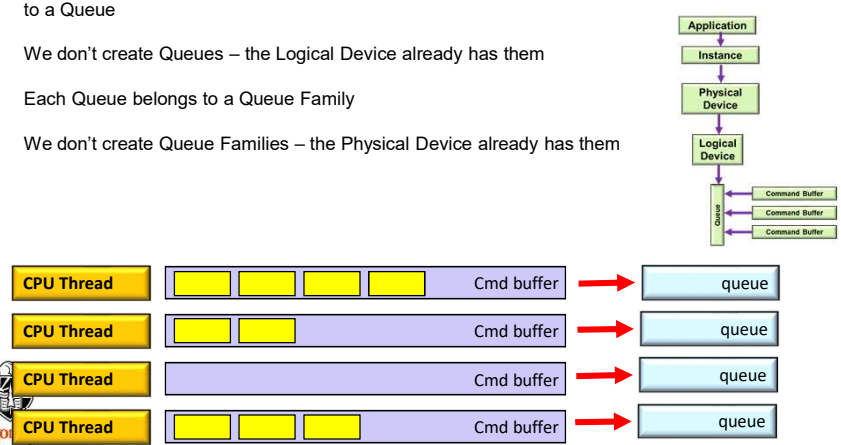 to a Queue
We don’t create Queues – the Logical Device already has them
Each Queue belongs to a Queue Family
We don’t create Queue Families – the Physical Device already has them
Application
Instance
Physical
Device
Logical
Device
Queue
Command Buffer
Command Buffer
Command Buffer
CPU Thread Cmd buffer queue
CPU Thread Cmd buffer queue
CPU Thread Cmd buffer queue
CPU Thread Cmd buffer queue